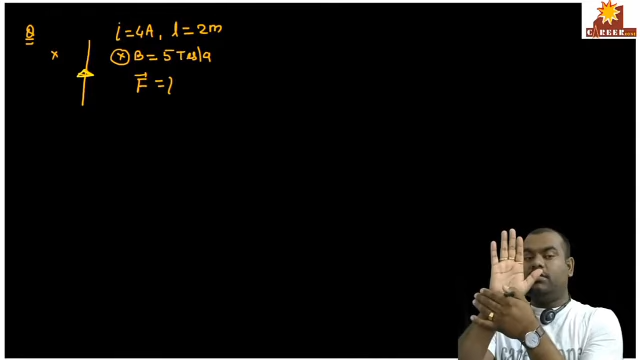 Q i = 4A, l = 2m
x ⊗ B = 5 Tesla
F⃗ = ?
CAREER